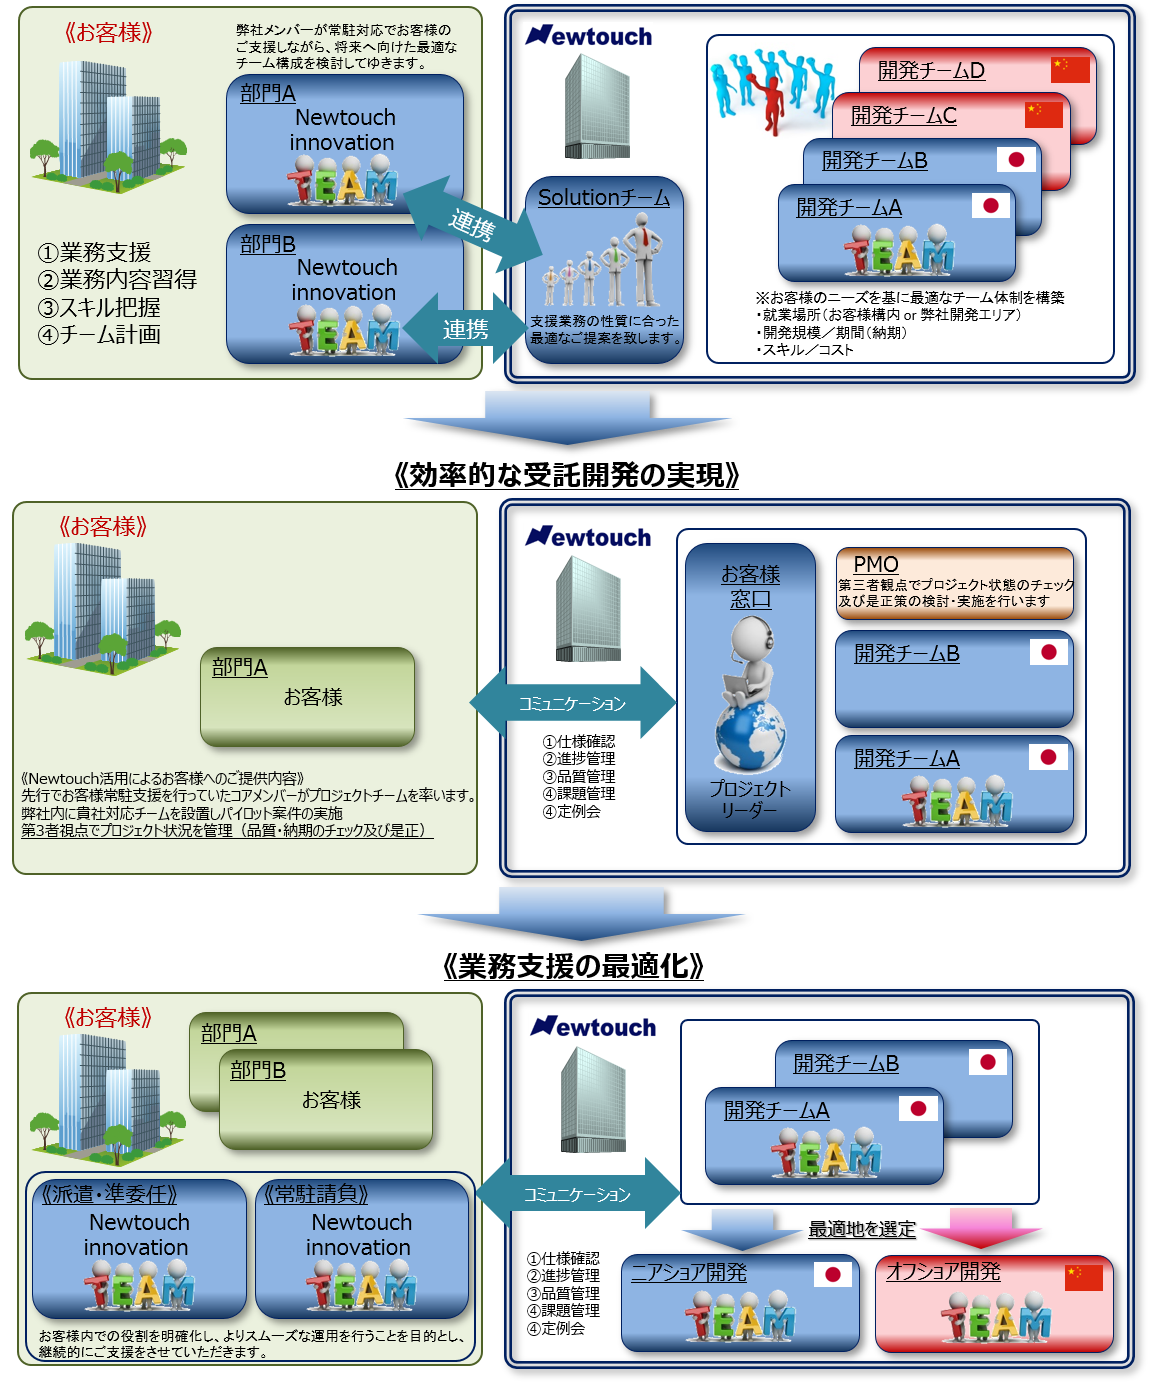 《お客様》
弊社メンバーが常駐対応でお客様の
ご支援しながら、将来へ向けた最適な
チーム構成を検討してゆきます。
部門A
Newtouch
innovation
TEAM
部門B
Newtouch
innovation
TEAM
①業務支援
②業務内容習得
③スキル把握
④チーム計画
連携
連携
Newtouch
Solutionチーム
支援業務の性質に合った
最適なご提案を致します。
開発チームD
開発チームC
開発チームB
開発チームA
TEAM
※お客様のニーズを基に最適なチーム体制を構築
・就業場所（お客様構内 or 弊社開発エリア）
・開発規模／期間（納期）
・スキル／コスト
《効率的な受託開発の実現》
《お客様》
部門A
お客様
《Newtouch活用によるお客様へのご提供内容》
先行でお客様常駐支援を行っていたコアメンバーがプロジェクトチームを率います。
弊社内に貴社対応チームを設置しパイロット案件の実施
第3者視点でプロジェクト状況を管理（品質・納期のチェック及び是正）
コミュニケーション
①仕様確認
②進捗管理
③品質管理
④課題管理
④定例会
Newtouch
お客様
窓口
プロジェクト
リーダー
PMO
第三者観点でプロジェクト状態のチェック
及び是正策の検討・実施を行います
開発チームB
開発チームA
TEAM
《業務支援の最適化》
《お客様》
部門A
部門B
お客様
《派遣・準委任》
Newtouch
innovation
TEAM
《常駐請負》
Newtouch
innovation
TEAM
お客様内での役割を明確化し、よりスムーズな運用を行うことを目的とし、
継続的にご支援をさせていただきます。
コミュニケーション
①仕様確認
②進捗管理
③品質管理
④課題管理
④定例会
Newtouch
開発チームB
開発チームA
TEAM
最適地を選定
ニアショア開発
TEAM
オフショア開発
TEAM